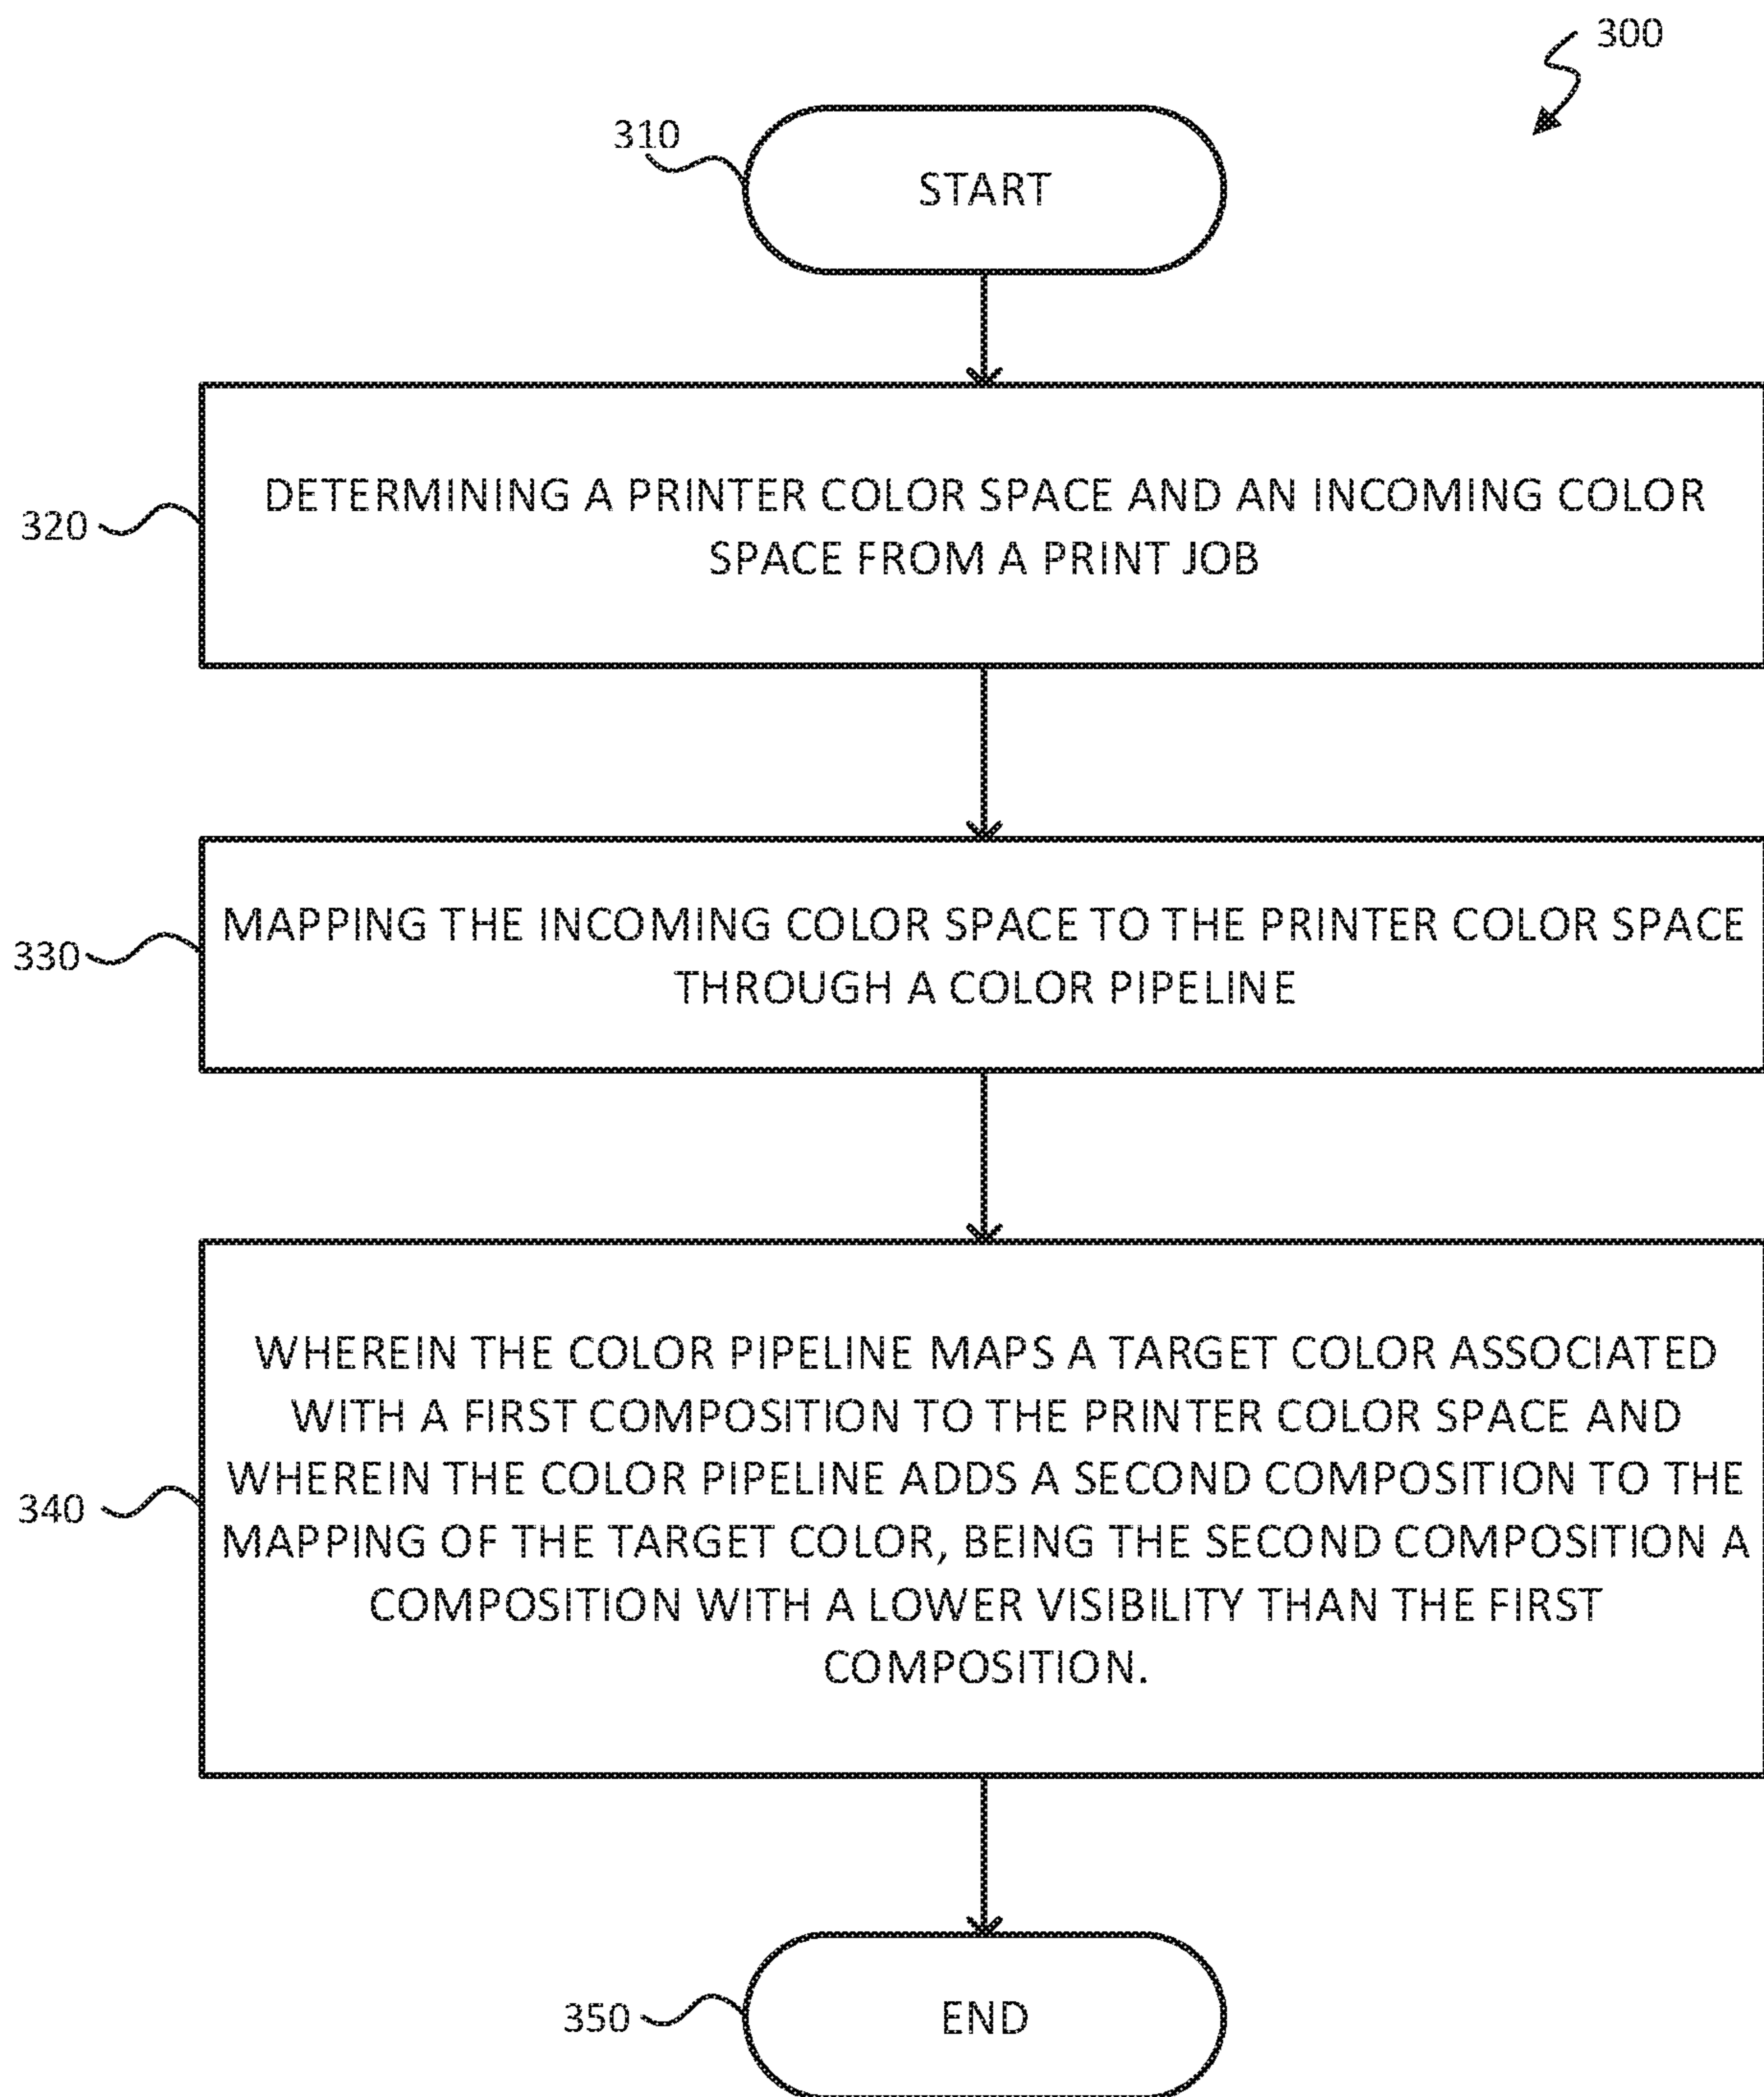 300
310
START
320
DETERMINING A PRINTER COLOR SPACE AND AN INCOMING COLOR
SPACE FROM A PRINT JOB
330
MAPPING THE INCOMING COLOR SPACE TO THE PRINTER COLOR SPACE
THROUGH A COLOR PIPELINE
340
WHEREIN THE COLOR PIPELINE MAPS A TARGET COLOR ASSOCIATED
WITH A FIRST COMPOSITION TO THE PRINTER COLOR SPACE AND
WHEREIN THE COLOR PIPELINE ADDS A SECOND COMPOSITION TO THE
MAPPING OF THE TARGET COLOR, BEING THE SECOND COMPOSITION A
COMPOSITION WITH A LOWER VISIBILITY THAN THE FIRST
COMPOSITION.
350
END